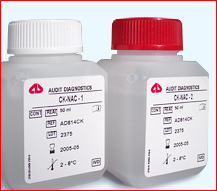 AUDIT DIAGNOSTICS
CK-NAC - 1
CONT
REAG
50 ml
REF
AD814CK
LOT
2375
2005-05
2 - 8°C
IVD
AUDIT DIAGNOSTICS
CK-NAC - 2
CONT
REAG
50 ml
REF
AD814CK
LOT
2375
2005-05
2 - 8°C
IVD